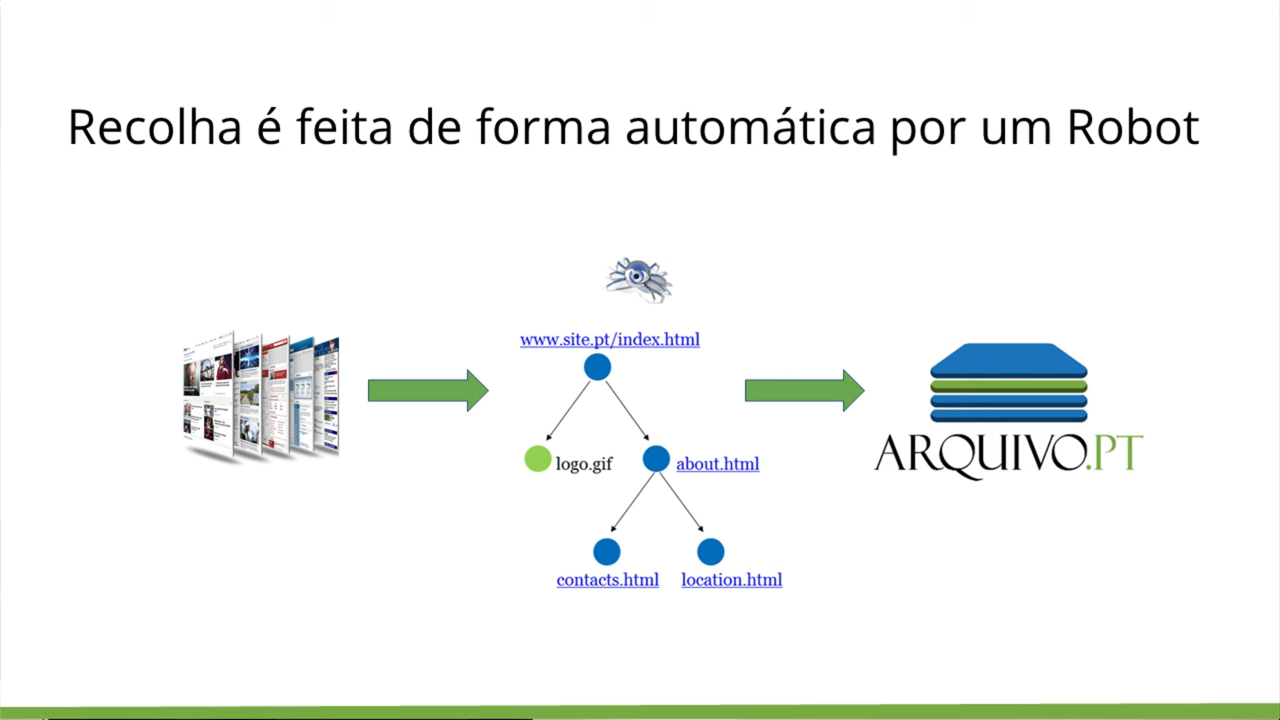 Recolha é feita de forma automática por um Robot
www.site.pt/index.html
logo.gif
about.html
contacts.html
location.html
ARQUIVO.PT